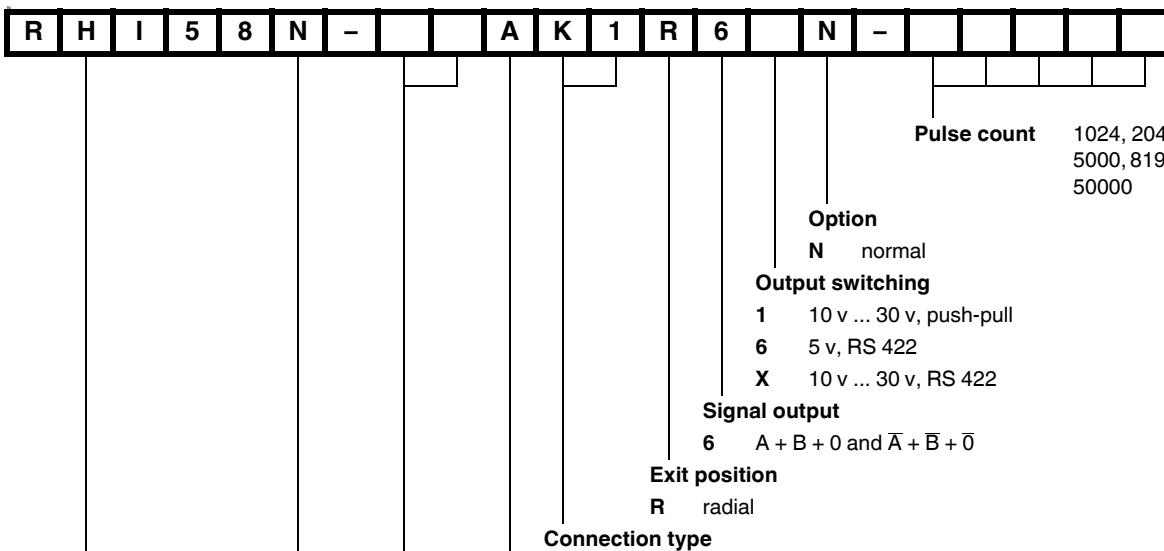 R H I 5 8 N – A K 1 R 6 N –
Pulse count 1024, 204
5000, 819
50000
Option
N normal
Output switching
1 10 v ... 30 v, push-pull
6 5 v, RS 422
X 10 v ... 30 v, RS 422
Signal output
6 A + B + 0 and A̅ + B̅ + 0̅
Exit position
R radial
Connection type